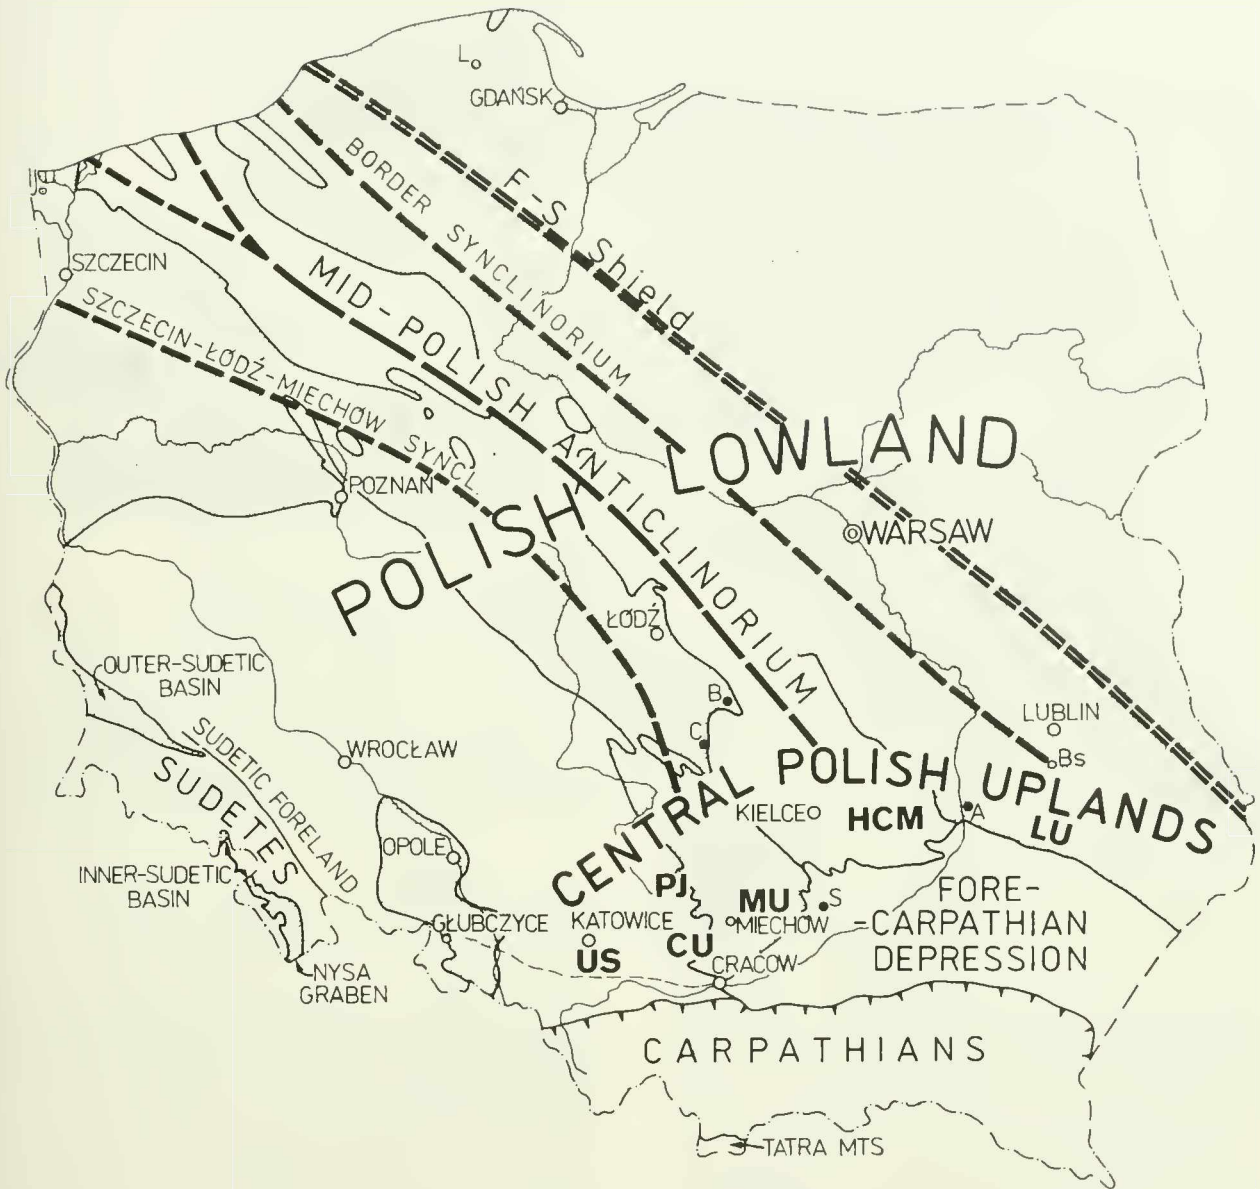 L
GDAŃSK
F-S Shield
BORDER SYNCLINORIUM
SZCZECIN
MID-POLISH ANTICLINORIUM
SZCZECIN-ŁÓDŹ-MIECHÓW SYNCL.
LOWLAND
POZNAŃ
POLISH
WARSAW
ŁÓDŹ
OUTER-SUDETIC
BASIN
B
C
LUBLIN
Bs
SUDETIC FORELAND
WROCŁAW
SUDETES
CENTRAL POLISH UPLANDS
KIELCE
HCM
A
LU
OPOLE
INNER-SUDETIC
BASIN
PJ
MU
S
MIECHÓW
FORE-
-CARPATHIAN
DEPRESSION
GŁUBCZYCE
KATOWICE
US
CU
CRACOW
NYSA
GRABEN
CARPATHIANS
TATRA MTS